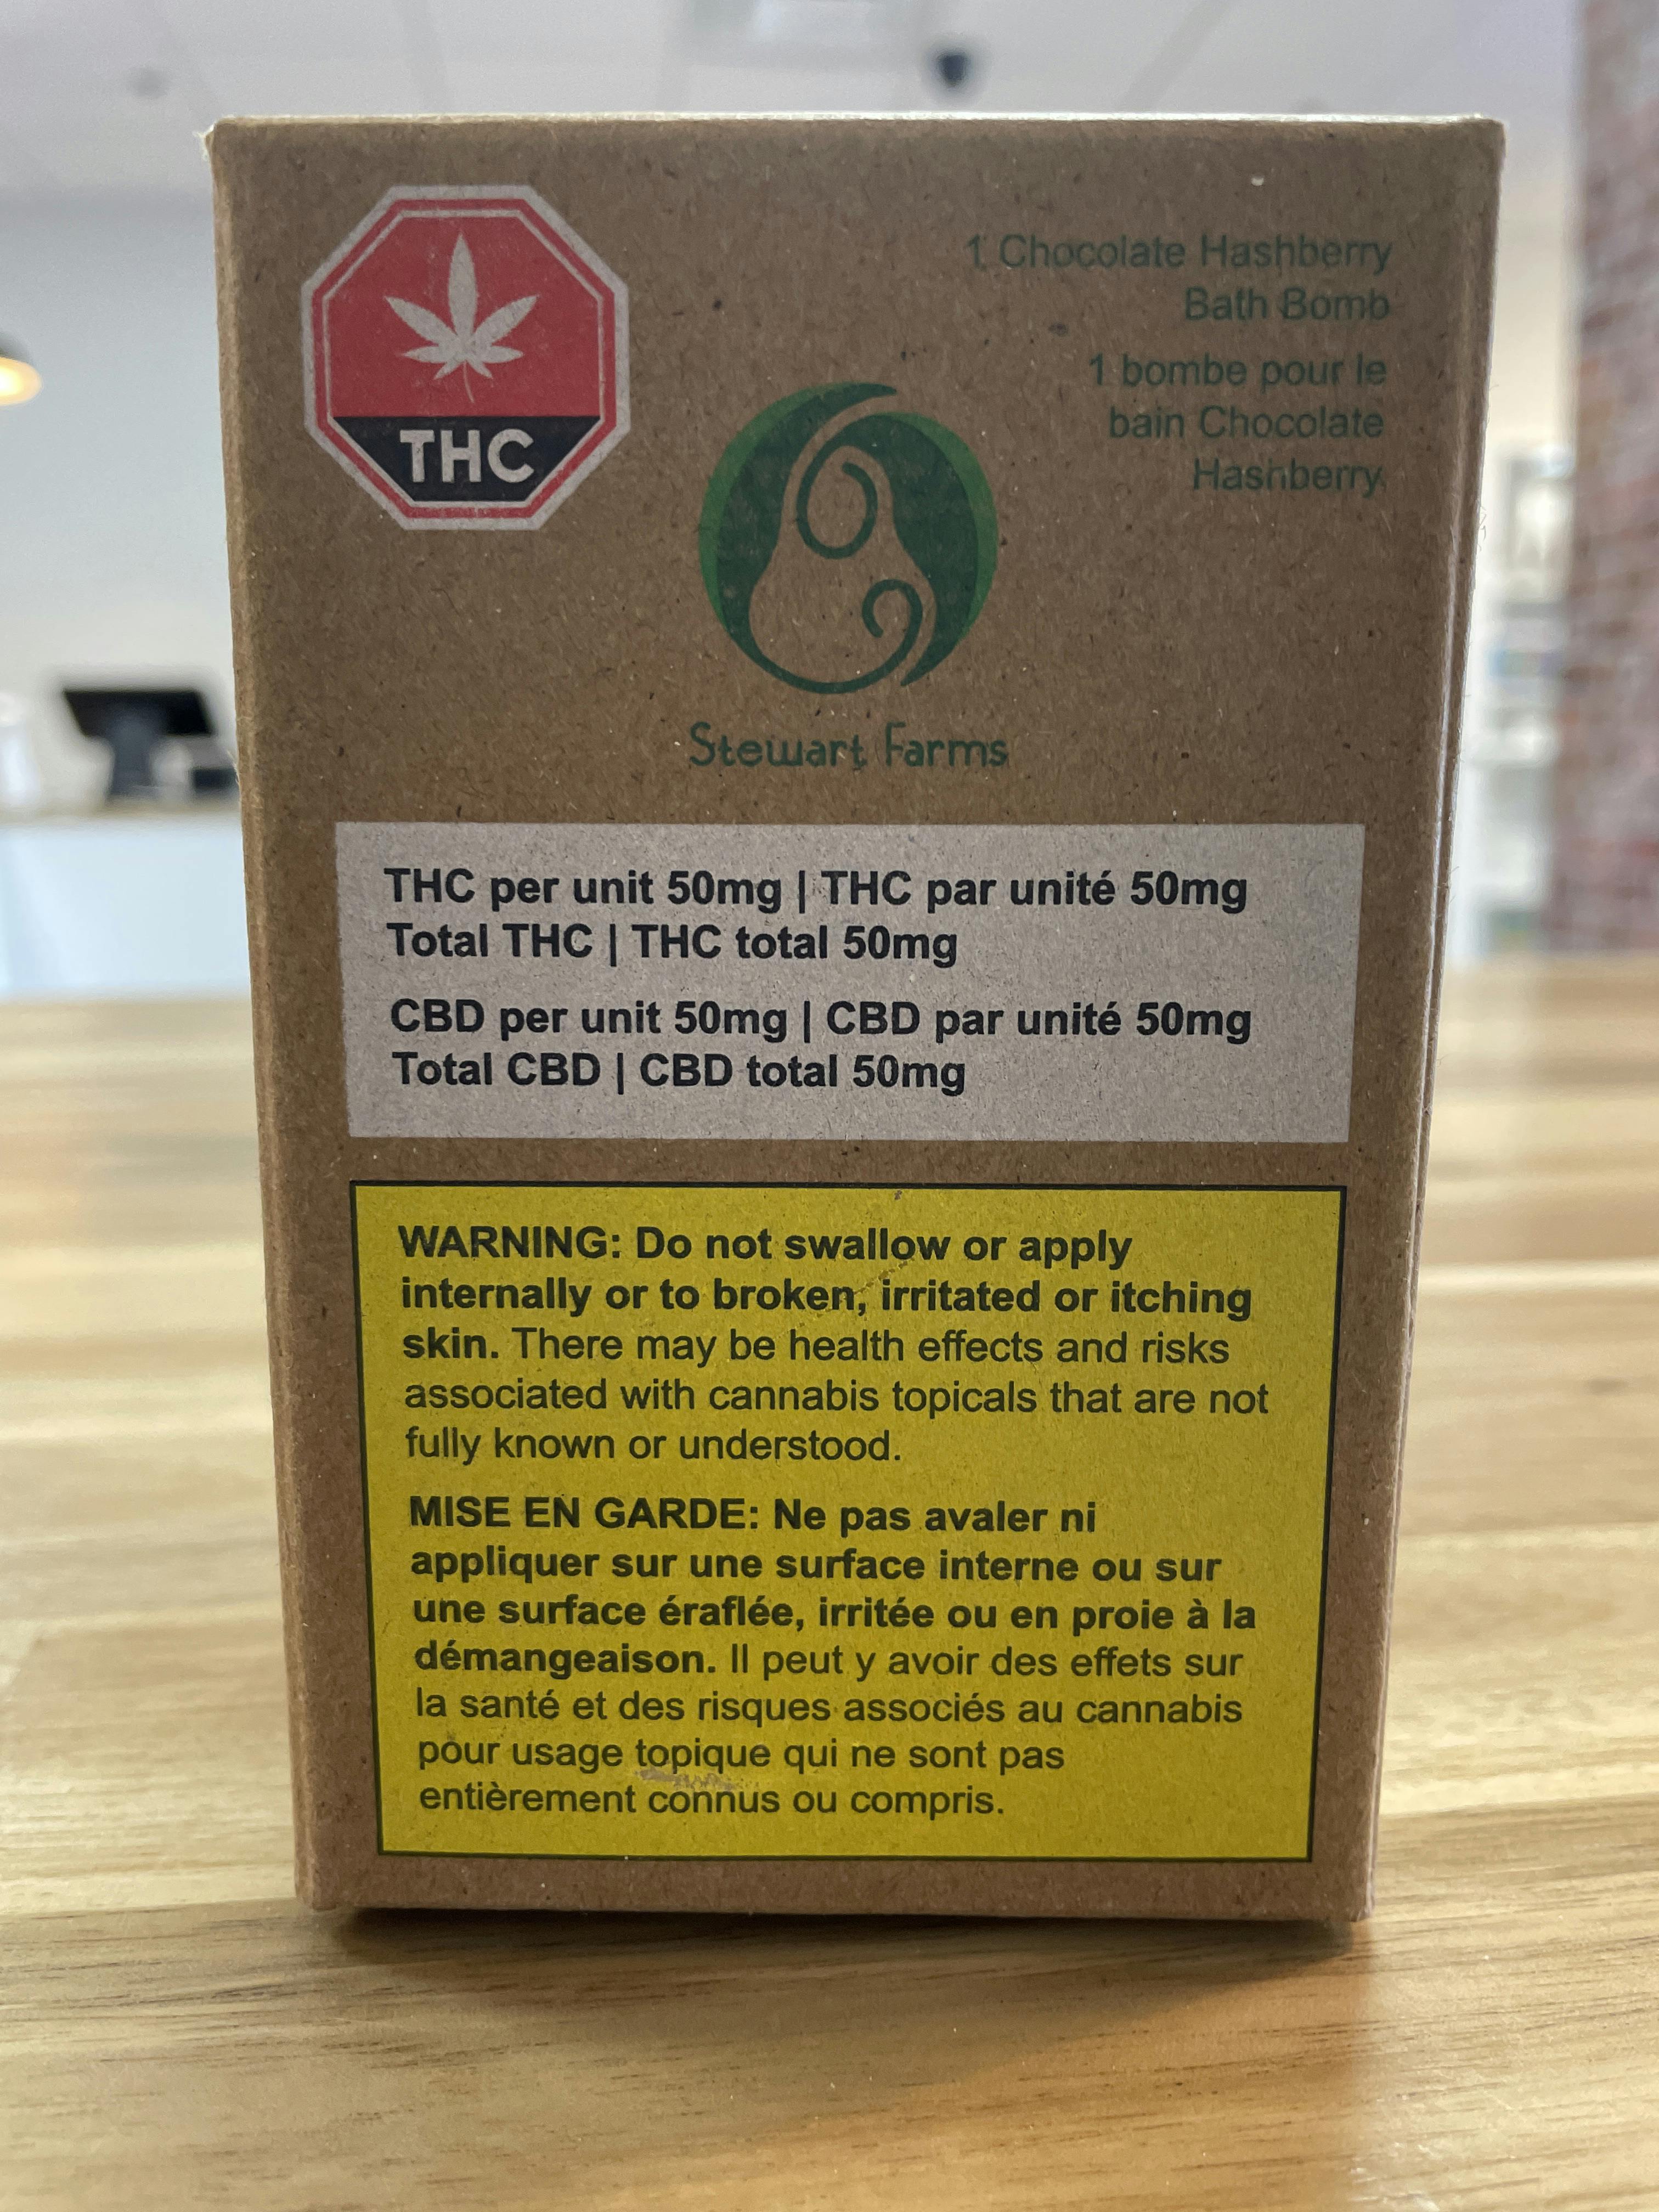 THC
1 Chocolate Hashberry
Bath Bomb
1 bombe pour le
bain Chocolate
Hashberry
Stewart Farms
THC per unit 50mg | THC par unité 50mg
Total THC | THC total 50mg
CBD per unit 50mg | CBD par unité 50mg
Total CBD | CBD total 50mg
WARNING: Do not swallow or apply
internally or to broken, irritated or itching
skin. There may be health effects and risks
associated with cannabis topicals that are not
fully known or understood.
MISE EN GARDE: Ne pas avaler ni
appliquer sur une surface interne ou sur
une surface éraflée, irritée ou en proie à la
démangeaison. Il peut y avoir des effets sur
la santé et des risques associés au cannabis
pour usage topique qui ne sont pas
entièrement connus ou compris.